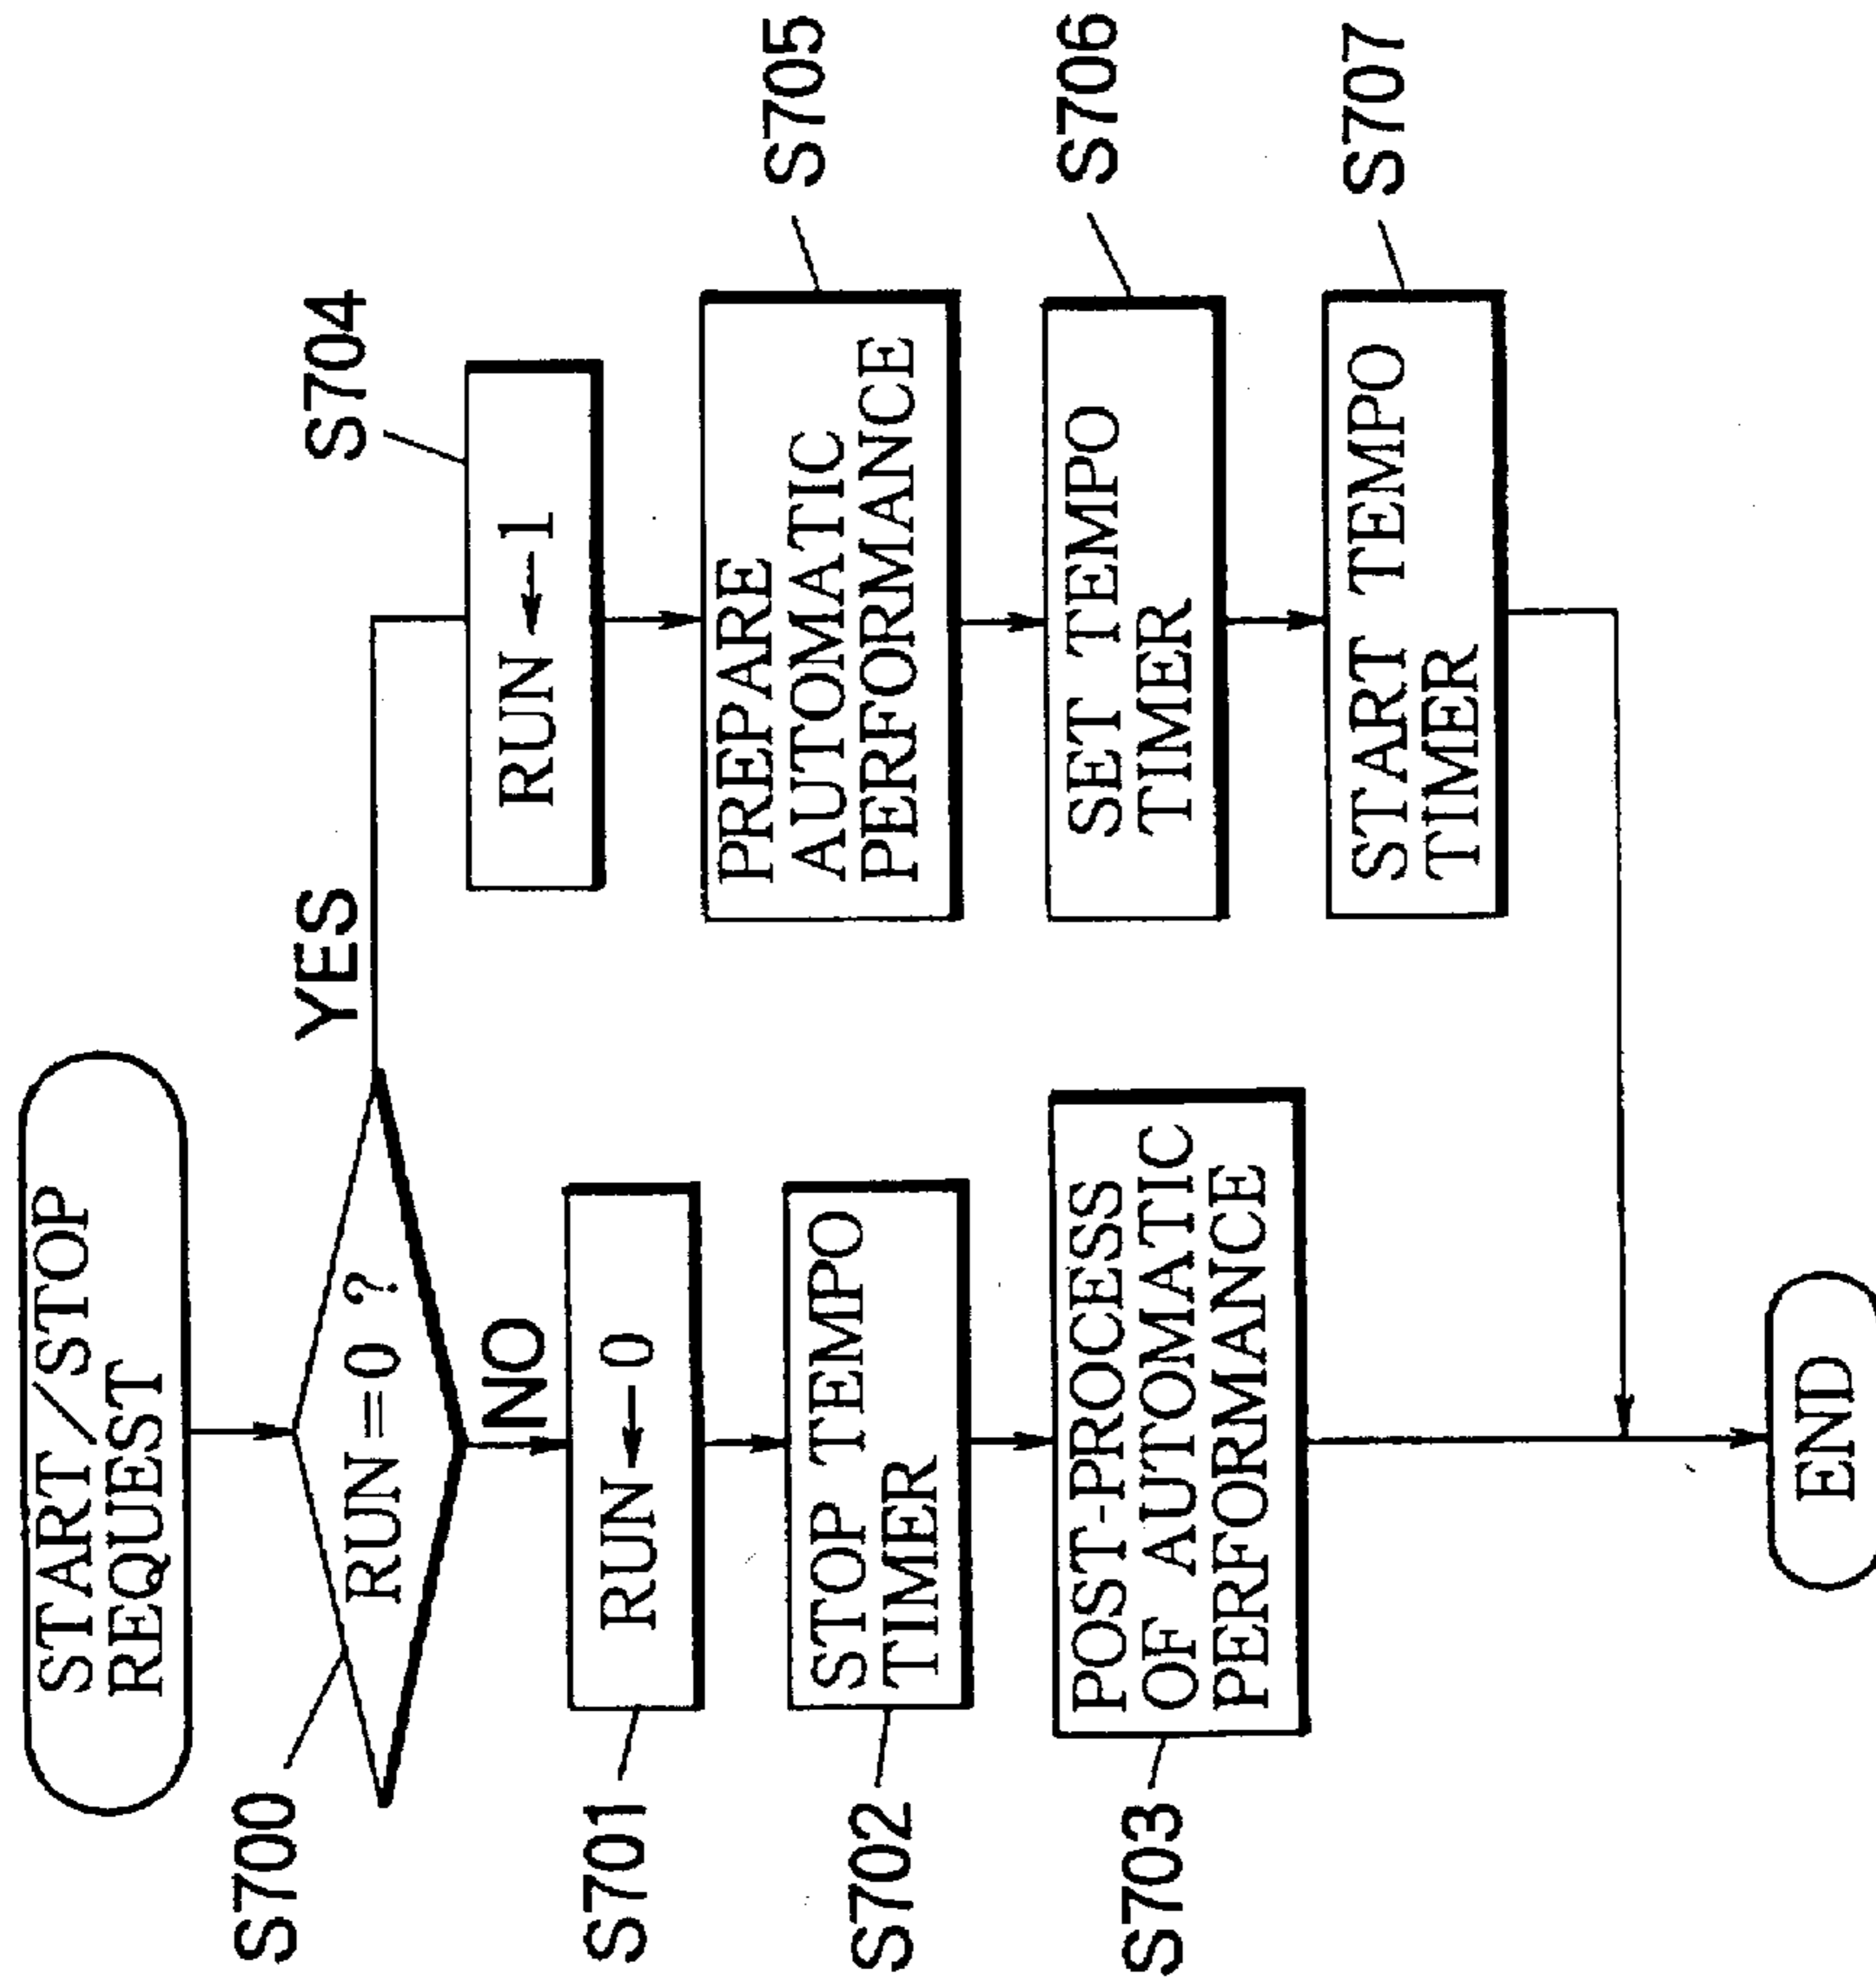 START/STOP
REQUEST
S700
RUN=0 ?
YES
NO
S701
RUN←0
S702
STOP TEMPO
TIMER
S703
POST-PROCESS
OF AUTOMATIC
PERFORMANCE
S704
RUN←1
S705
PREPARE
AUTOMATIC
PERFORMANCE
S706
SET TEMPO
TIMER
S707
START TEMPO
TIMER
END